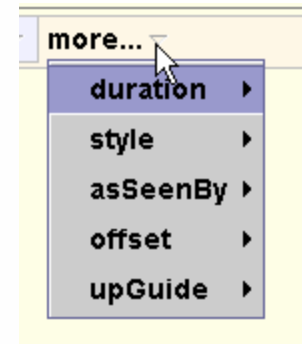 more...
duration
style
asSeenBy
offset
upGuide